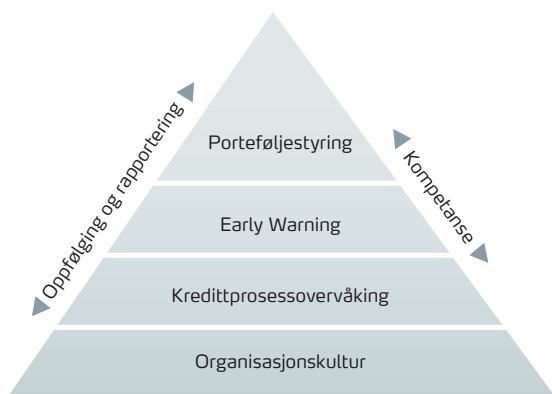 Oppfølging og rapportering
Kompetanse
Porteføljestyring
Early Warning
Kredittprosessovervåking
Organisasjonskultur